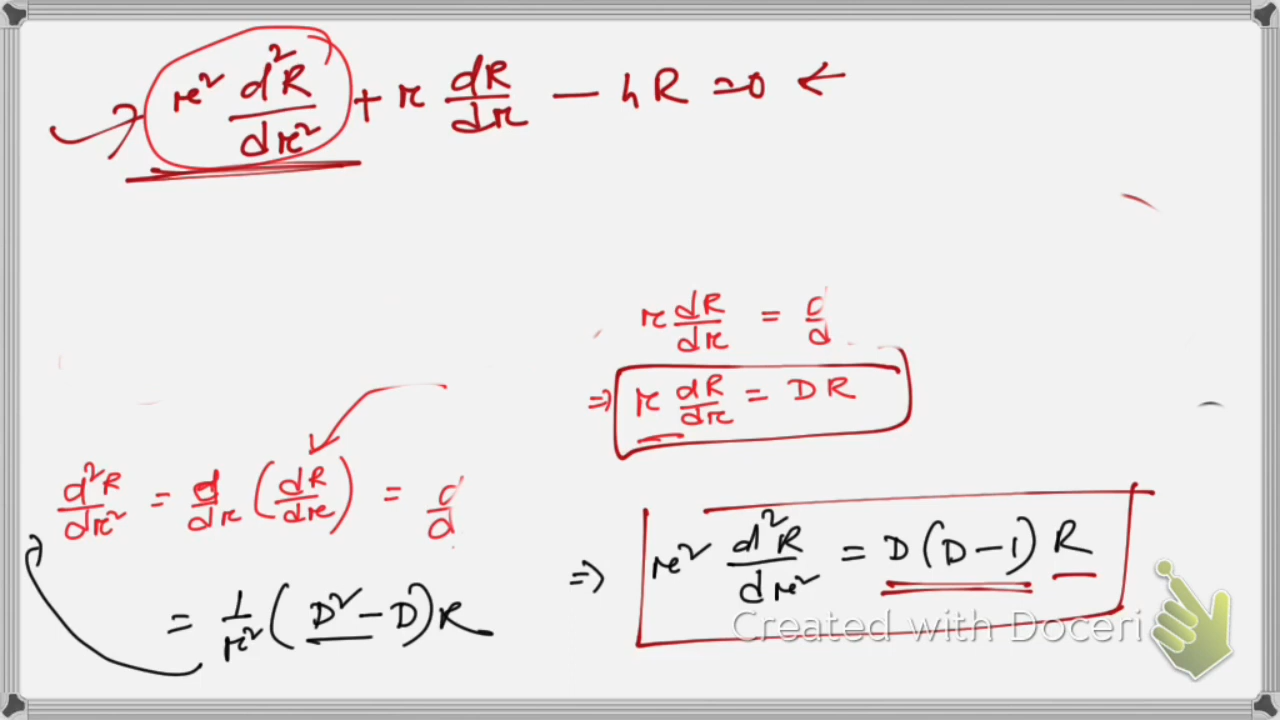 r² d²R/dr² + r dR/dr − hR = 0 ←
r dR/dr = d/d
⇒ r dR/dr = DR
d²R/dr² = d/dr (dR/dr) = d/d
= 1/r² (D² − D)R
⇒ r² d²R/dr² = D(D−1) R
Created with Doceri